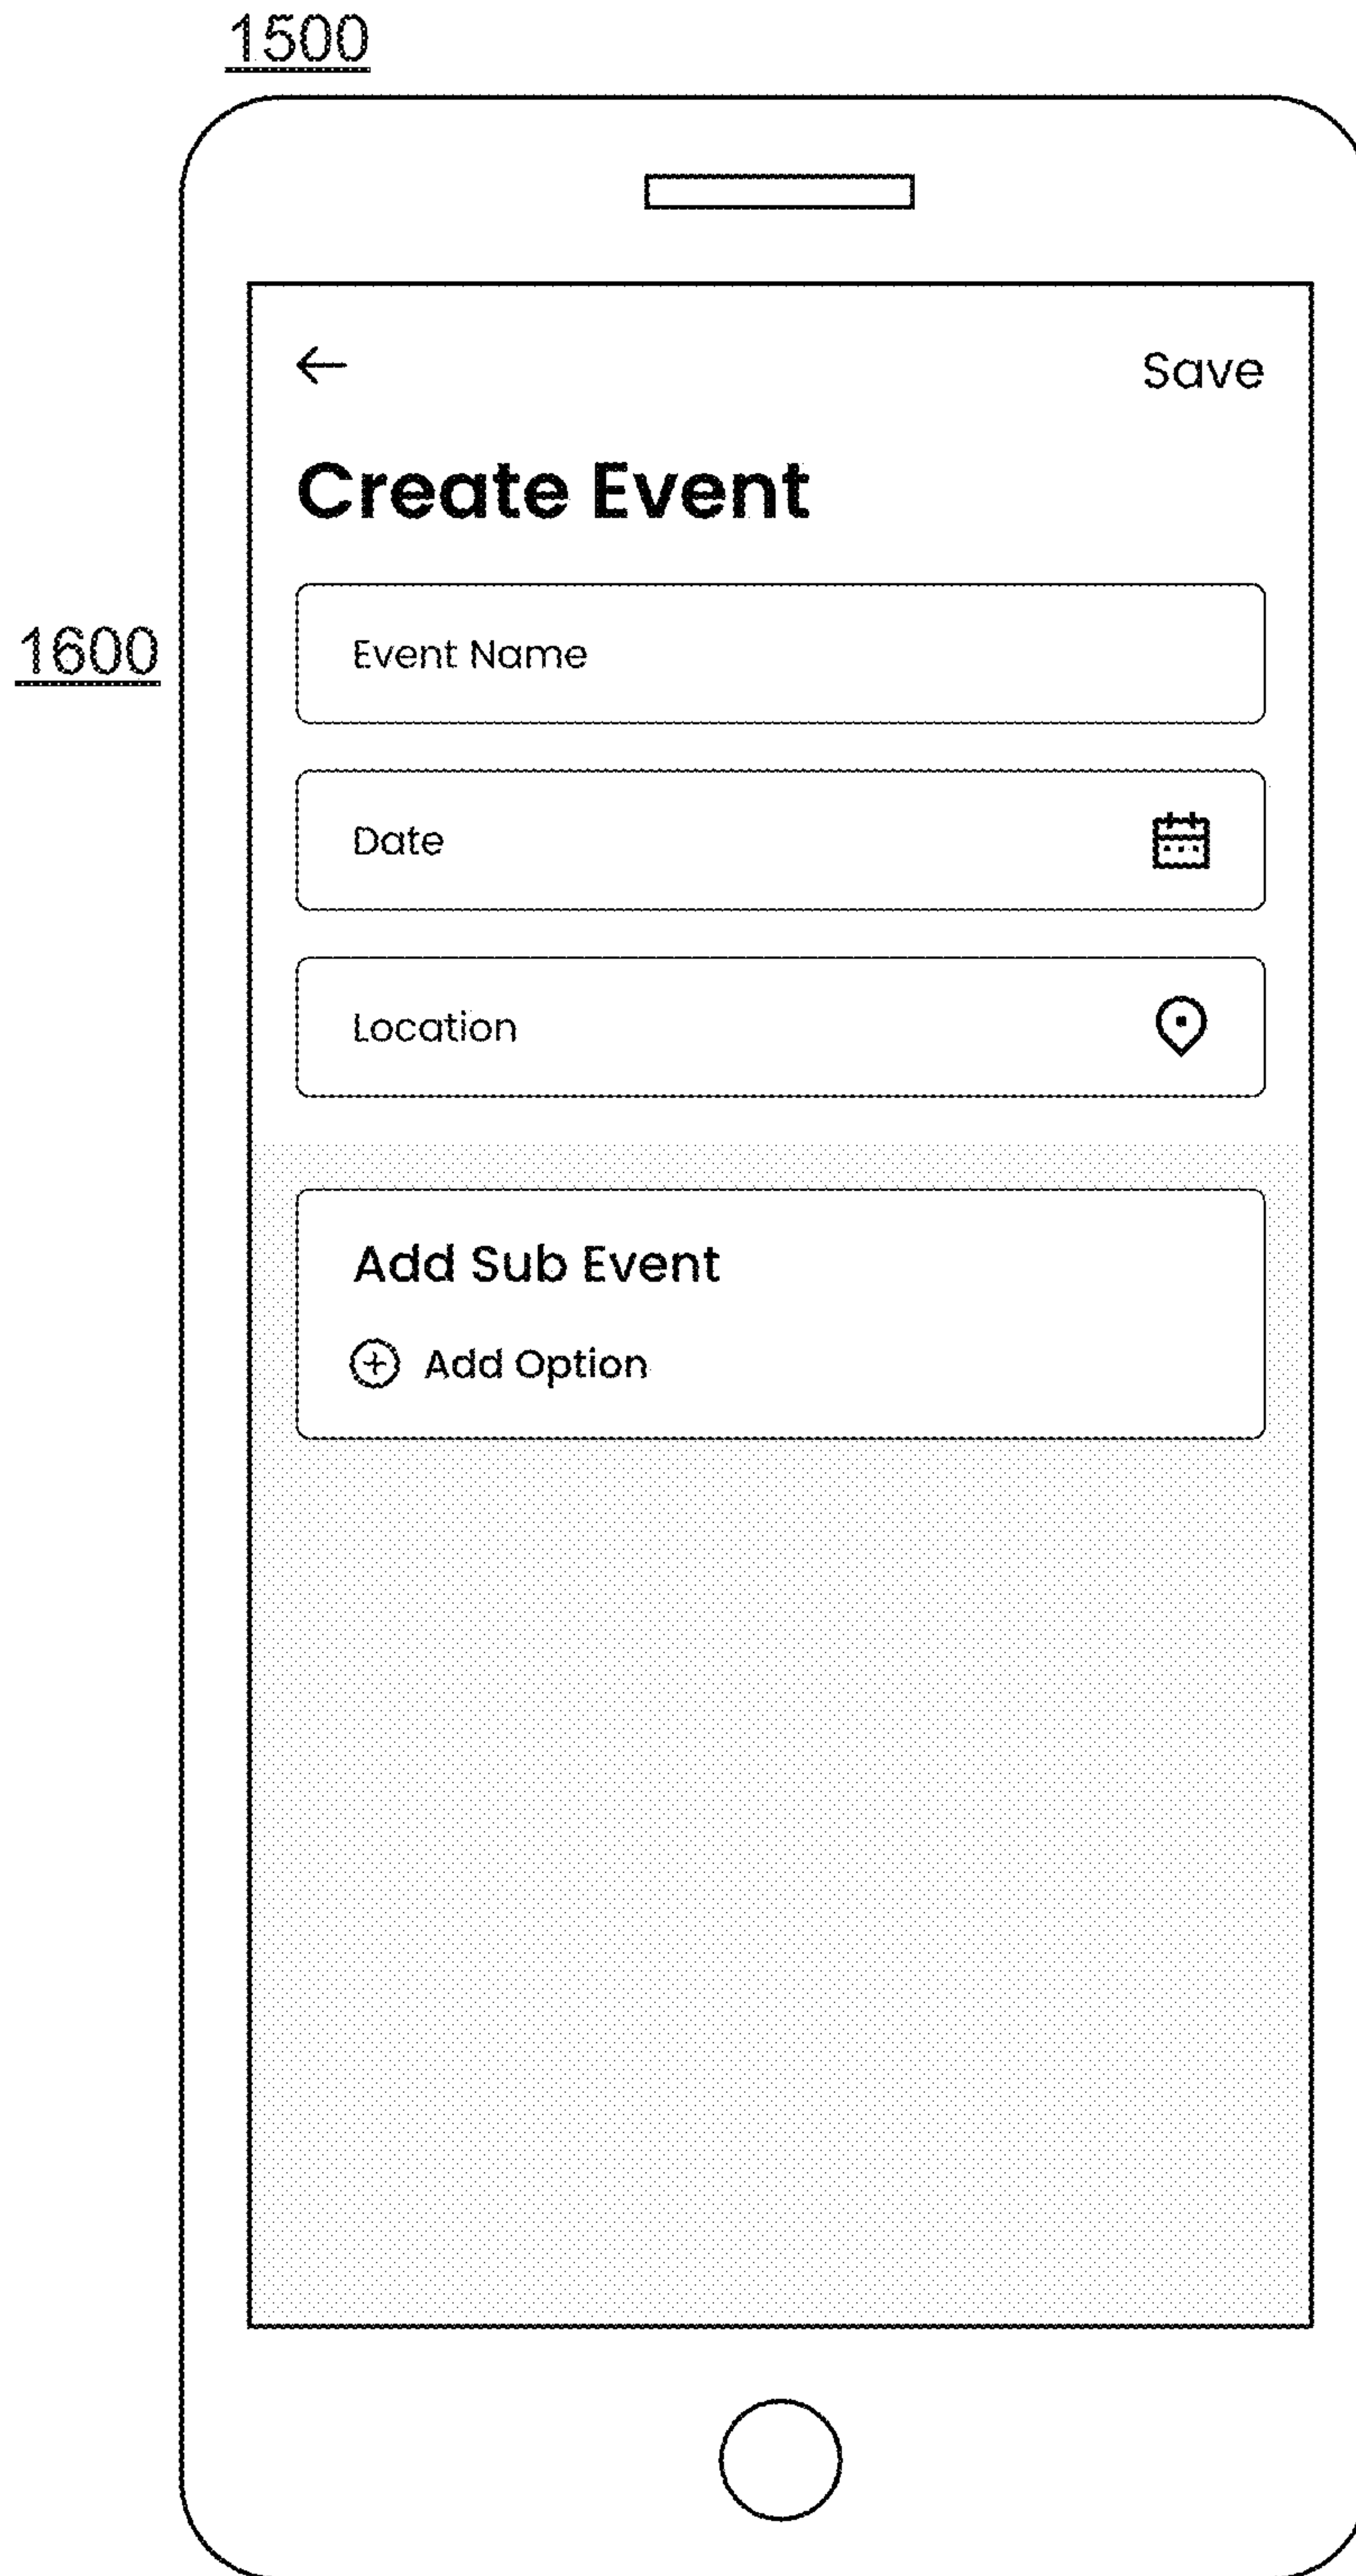 1500
Save
Create Event
1600
Event Name
Date
Location
Add Sub Event
Add Option